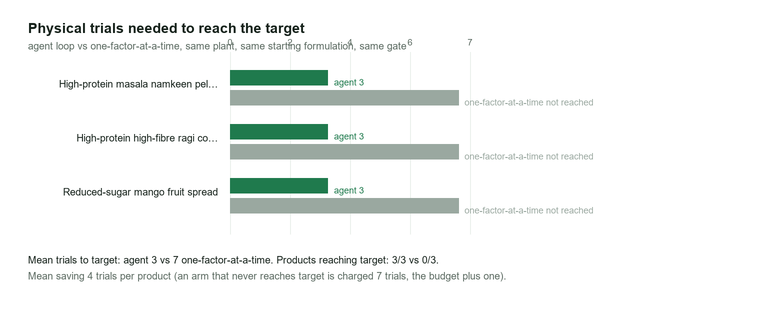 Physical trials needed to reach the target
0 2 4 6 7
agent loop vs one-factor-at-a-time, same plant, same starting formulation, same gate
High-protein masala namkeen pel…
agent 3
one-factor-at-a-time not reached
High-protein high-fibre ragi co…
agent 3
one-factor-at-a-time not reached
Reduced-sugar mango fruit spread
agent 3
one-factor-at-a-time not reached
Mean trials to target: agent 3 vs 7 one-factor-at-a-time. Products reaching target: 3/3 vs 0/3.
Mean saving 4 trials per product (an arm that never reaches target is charged 7 trials, the budget plus one).